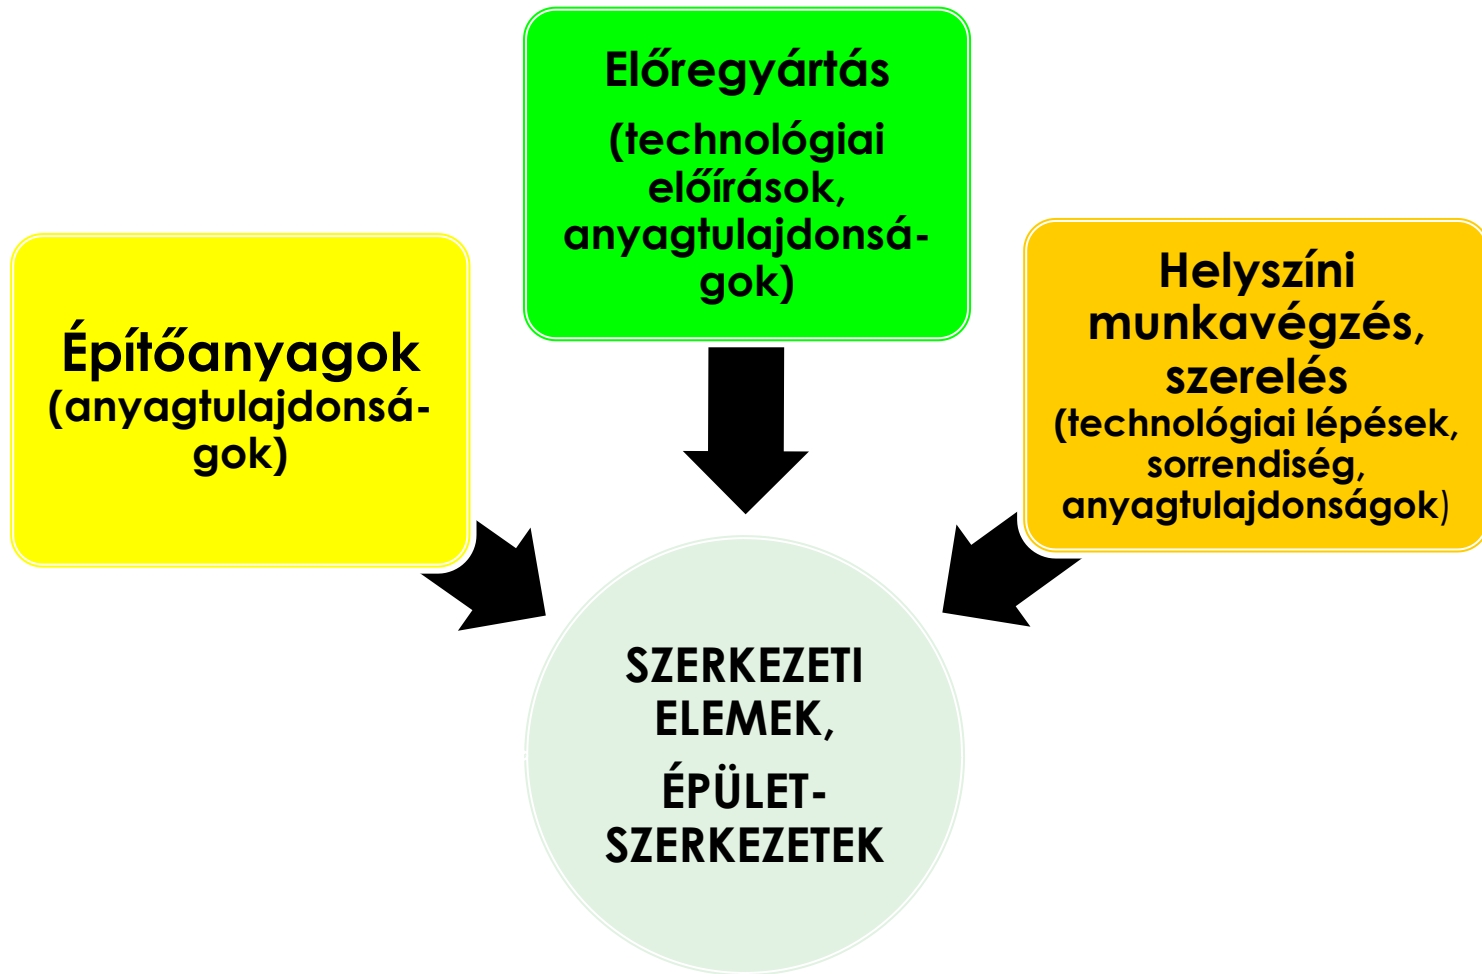 Előregyártás
(technológiai
előírások,
anyagtulajdonsá-
gok)
Építőanyagok
(anyagtulajdonsá-
gok)
Helyszíni
munkavégzés,
szerelés
(technológiai lépések,
sorrendiség,
anyagtulajdonságok)
SZERKEZETI
ELEMEK,
ÉPÜLET-
SZERKEZETEK